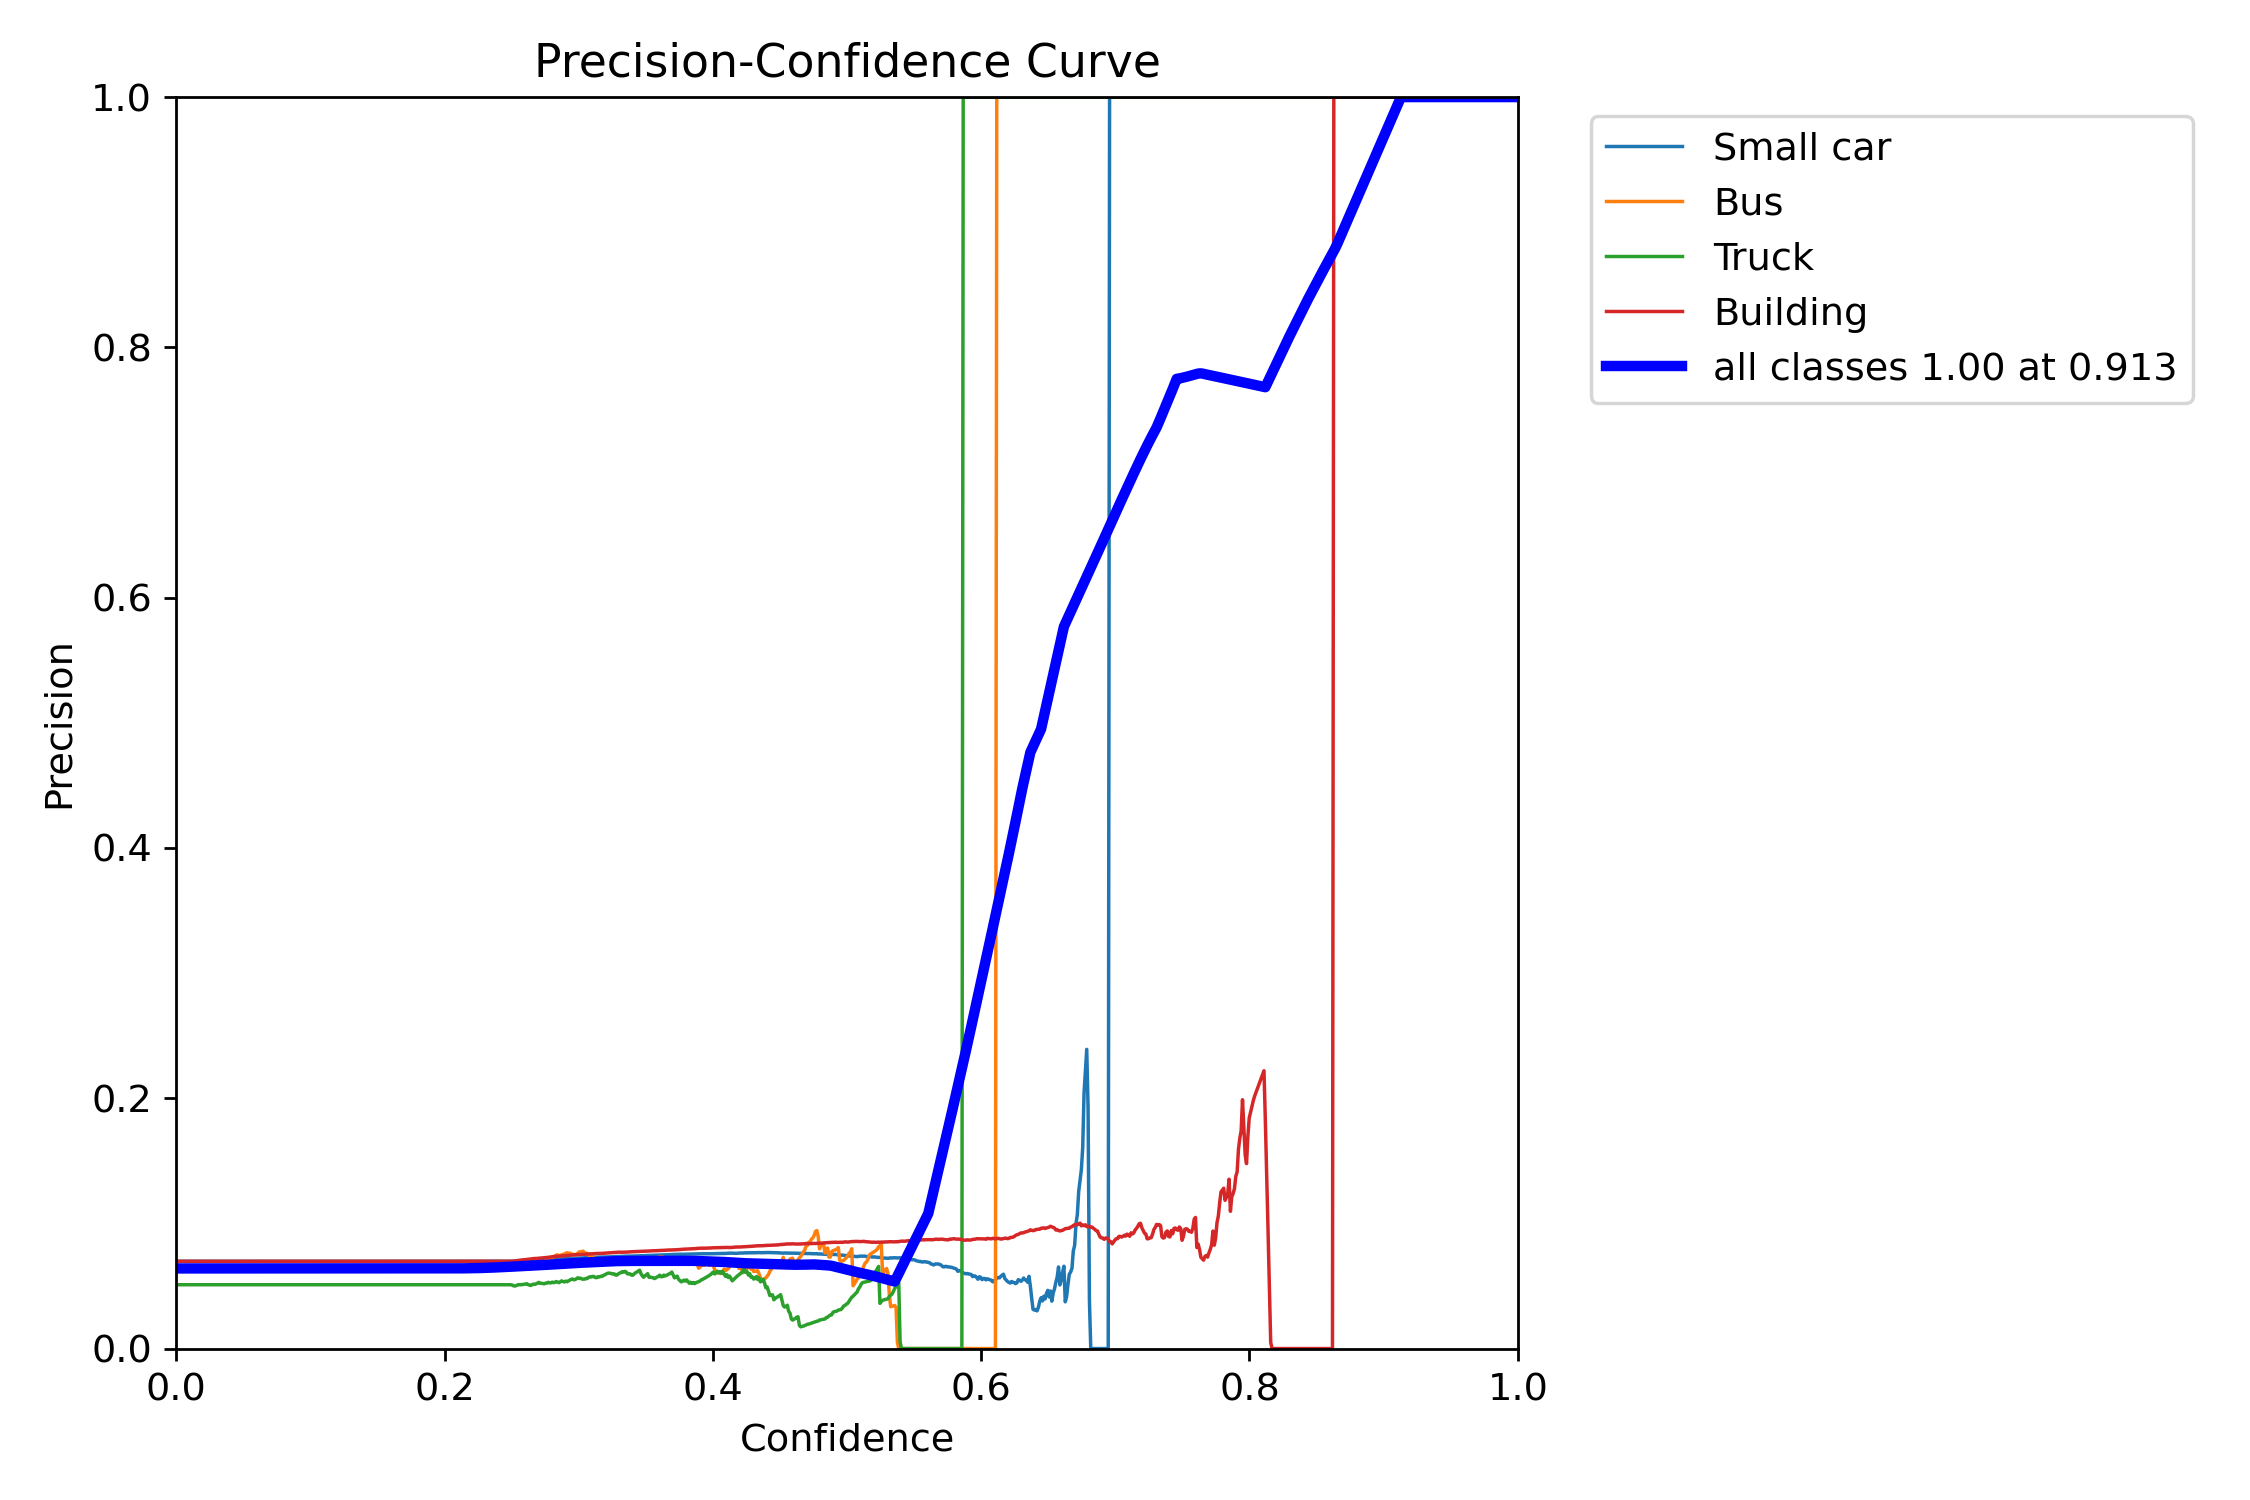 Precision-Confidence Curve
1.0
0.8
0.6
0.4
0.2
0.0
Precision
0.0 0.2 0.4 0.6 0.8 1.0
Confidence
Small car
Bus
Truck
Building
all classes 1.00 at 0.913